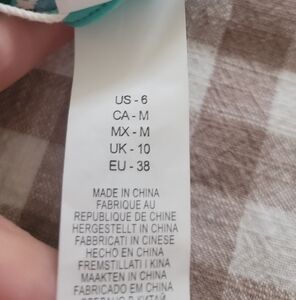 US - 6
CA - M
MX - M
UK - 10
EU - 38
MADE IN CHINA
FABRIQUE AU
REPUBLIQUE DE CHINE
HERGESTELLT IN CHINA
FABBRICATI IN CINESE
HECHO EN CHINA
FREMSTILLATI I KINA
MAAKTEN IN CHINA
FABRICADO EM CHINA